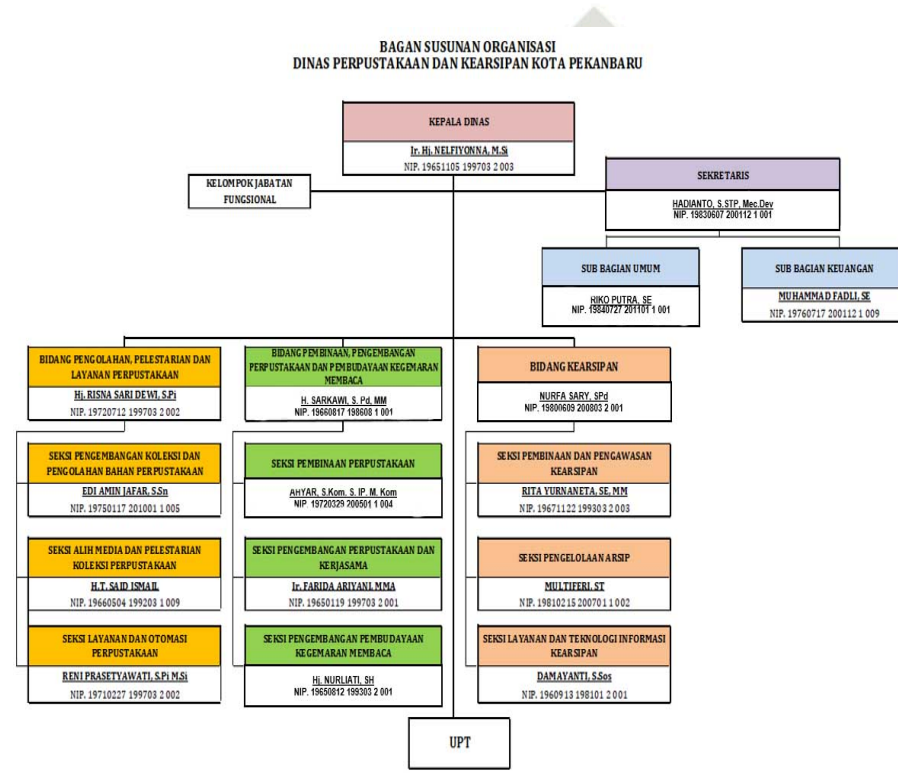 BAGAN SUSUNAN ORGANISASI
DINAS PERPUSTAKAAN DAN KEARSIPAN KOTA PEKANBARU
KEPALA DINAS
Ir. Hj. NELFIYONNA, M.Si
NIP. 19651105 199703 2 003
KELOMPOK JABATAN
FUNGSIONAL
SEKRETARIS
HADIANTO, S.STP, Mec.Dev
NIP. 19830607 200112 1 001
SUB BAGIAN UMUM
RIKO PUTRA, SE
NIP. 19840727 201101 1 001
SUB BAGIAN KEUANGAN
MUHAMMAD FADLI, SE
NIP. 19760717 200112 1 009
BIDANG PENGOLAHAN, PELESTARIAN DAN
LAYANAN PERPUSTAKAAN
Hj. RISNA SARI DEWI, S.Pi
NIP. 19720712 199703 2 002
SEKSI PENGEMBANGAN KOLEKSI DAN
PENGOLAHAN BAHAN PERPUSTAKAAN
EDI AMIN JAFAR, S.Sn
NIP. 19750117 201001 1 005
SEKSI ALIH MEDIA DAN PELESTARIAN
KOLEKSI PERPUSTAKAAN
H.T. SAID ISMAIL
NIP. 19660504 199203 1 009
SEKSI LAYANAN DAN OTOMASI
PERPUSTAKAAN
RENI PRASETYAWATI, S.Pi M.Si
NIP. 19710227 199703 2 002
BIDANG PEMBINAAN, PENGEMBANGAN
PERPUSTAKAAN DAN PEMBUDAYAAN KEGEMARAN
MEMBACA
H. SARKAWI, S. Pd, MM
NIP. 19660817 198608 1 001
SEKSI PEMBINAAN PERPUSTAKAAN
AHYAR, S.Kom. S. IP. M. Kom
NIP. 19720329 200501 1 004
SEKSI PENGEMBANGAN PERPUSTAKAAN DAN
KERJASAMA
Ir. FARIDA ARIYANI, MMA
NIP. 19650119 199703 2 001
SEKSI PENGEMBANGAN PEMBUDAYAAN
KEGEMARAN MEMBACA
Hj. NURLIATI, SH
NIP. 19650812 199303 2 001
BIDANG KEARSIPAN
NURFA SARY, SPd
NIP. 19800609 200803 2 001
SEKSI PEMBINAAN DAN PENGAWASAN
KEARSIPAN
RITA YURNANETA, SE, MM
NIP. 19671122 199303 2 003
SEKSI PENGELOLAAN ARSIP
MULTIFERI, ST
NIP. 19810215 200701 1 002
SEKSI LAYANAN DAN TEKNOLOGI INFORMASI
KEARSIPAN
DAMAYANTI, S.Sos
NIP. 1960913 198101 2 001
UPT